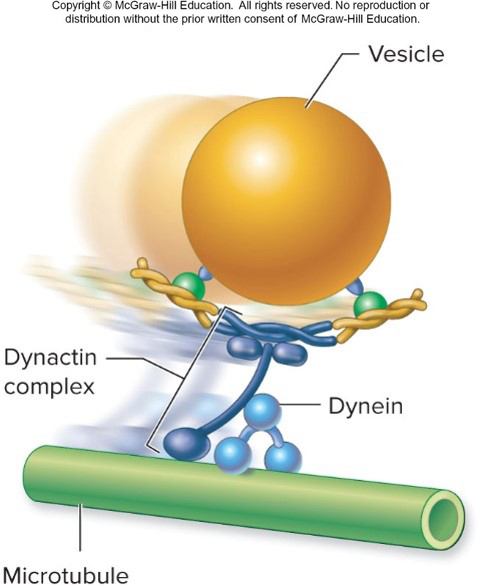 Copyright © McGraw-Hill Education. All rights reserved. No reproduction or
distribution without the prior written consent of McGraw-Hill Education.
Vesicle
Dynactin
complex
Dynein
Microtubule